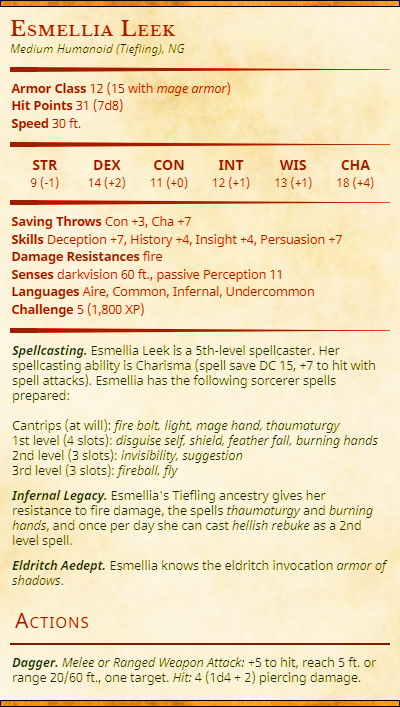 Esmellia Leek
Medium Humanoid (Tiefling), NG
Armor Class 12 (15 with mage armor)
Hit Points 31 (7d8)
Speed 30 ft.
STR DEX CON INT WIS CHA
9 (-1) 14 (+2) 11 (+0) 12 (+1) 13 (+1) 18 (+4)
Saving Throws Con +3, Cha +7
Skills Deception +7, History +4, Insight +4, Persuasion +7
Damage Resistances fire
Senses darkvision 60 ft., passive Perception 11
Languages Aire, Common, Infernal, Undercommon
Challenge 5 (1,800 XP)
Spellcasting. Esmellia Leek is a 5th-level spellcaster. Her
spellcasting ability is Charisma (spell save DC 15, +7 to hit with
spell attacks). Esmellia has the following sorcerer spells
prepared:
Cantrips (at will): fire bolt, light, mage hand, thaumaturgy
1st level (4 slots): disguise self, shield, feather fall, burning hands
2nd level (3 slots): invisibility, suggestion
3rd level (3 slots): fireball, fly
Infernal Legacy. Esmellia's Tiefling ancestry gives her
resistance to fire damage, the spells thaumaturgy and burning
hands, and once per day she can cast hellish rebuke as a 2nd
level spell.
Eldritch Aedept. Esmellia knows the eldritch invocation armor of
shadows.
Actions
Dagger. Melee or Ranged Weapon Attack: +5 to hit, reach 5 ft. or
range 20/60 ft., one target. Hit: 4 (1d4 + 2) piercing damage.